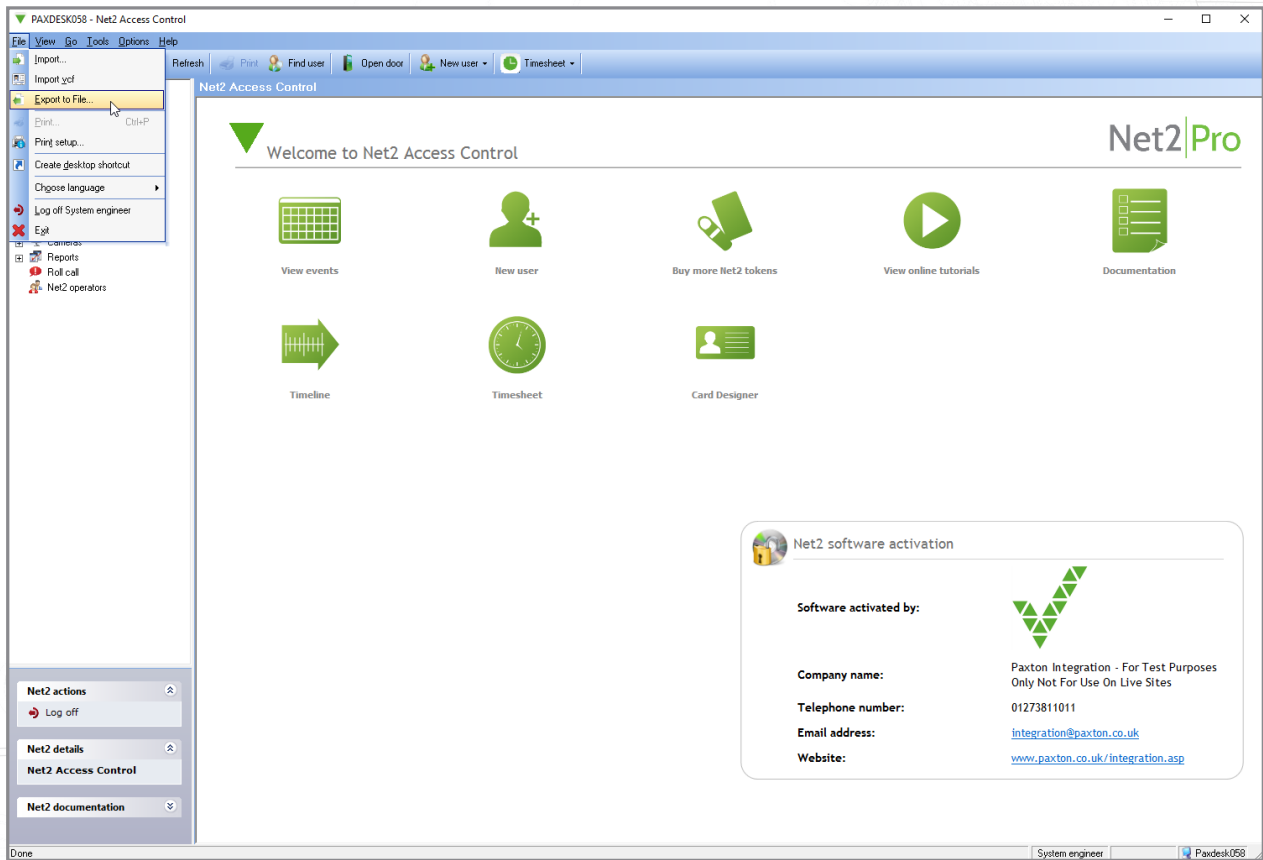 PAXDESK058 - Net2 Access Control
File View Go Tools Options Help
Refresh Print Find user Open door New user Timesheet
Import...
Import vcf
Export to File...
Print... Ctrl+P
Print setup...
Create desktop shortcut
Choose language
Log off System engineer
Exit
Cameras
Reports
Roll call
Net2 operators
Net2 Access Control
Welcome to Net2 Access Control
Net2 Pro
View events
New user
Buy more Net2 tokens
View online tutorials
Documentation
Timeline
Timesheet
Card Designer
Net2 software activation
Software activated by:
Company name:
Paxton Integration - For Test Purposes
Only Not For Use On Live Sites
Telephone number:
01273811011
Email address:
integration@paxton.co.uk
Website:
www.paxton.co.uk/integration.asp
Net2 actions
Log off
Net2 details
Net2 Access Control
Net2 documentation
Done
System engineer
Paxdesk058